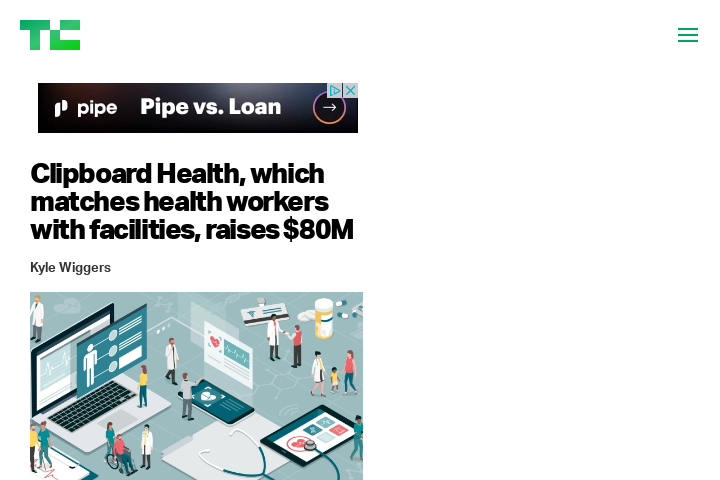 TC
pipe
Pipe vs. Loan
Clipboard Health, which
matches health workers
with facilities, raises $80M
Kyle Wiggers